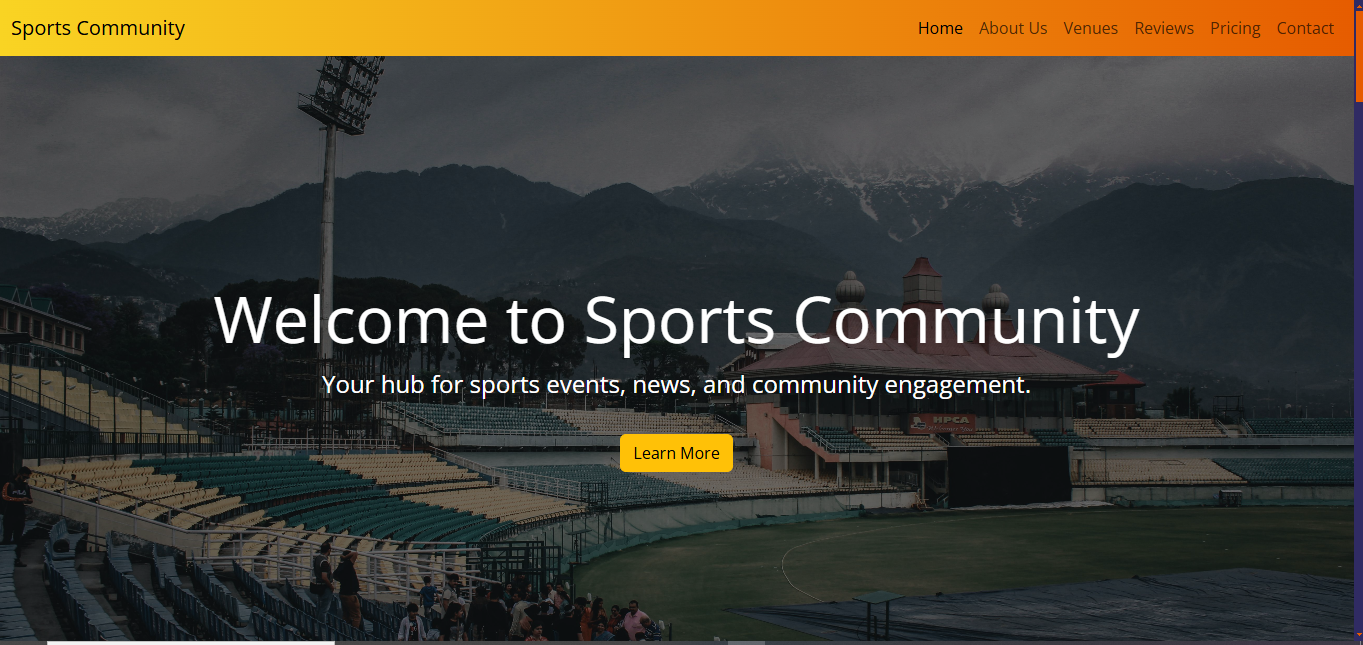 Sports Community
Home About Us Venues Reviews Pricing Contact
Welcome to Sports Community
Your hub for sports events, news, and community engagement.
Learn More
HPCA
FILA